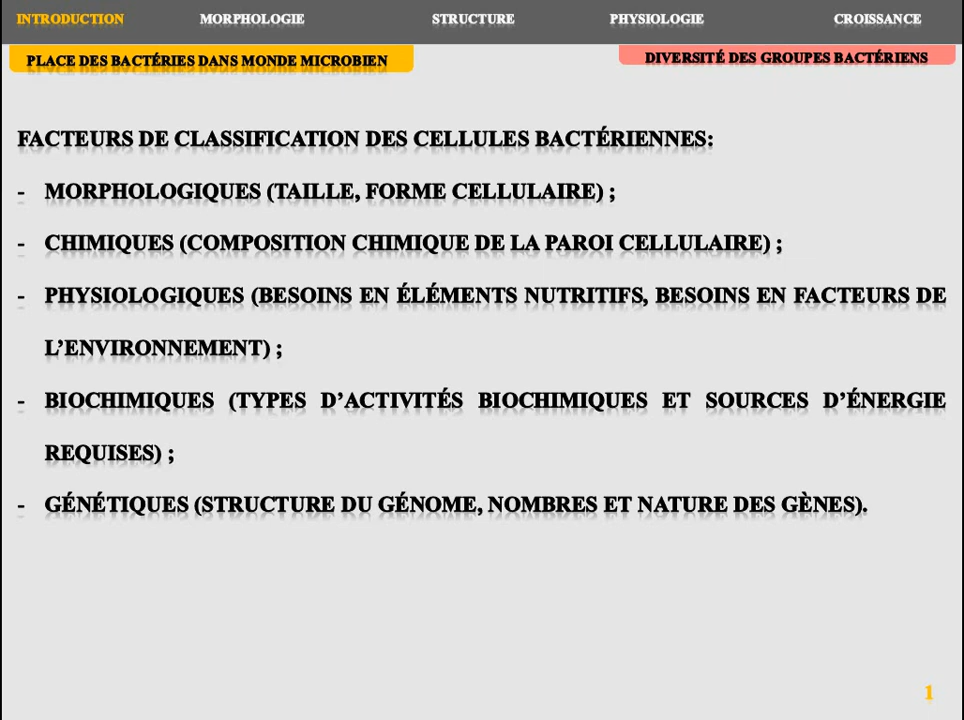 INTRODUCTION MORPHOLOGIE STRUCTURE PHYSIOLOGIE CROISSANCE
PLACE DES BACTÉRIES DANS MONDE MICROBIEN DIVERSITÉ DES GROUPES BACTÉRIENS
FACTEURS DE CLASSIFICATION DES CELLULES BACTÉRIENNES:
- MORPHOLOGIQUES (TAILLE, FORME CELLULAIRE) ;
- CHIMIQUES (COMPOSITION CHIMIQUE DE LA PAROI CELLULAIRE) ;
- PHYSIOLOGIQUES (BESOINS EN ÉLÉMENTS NUTRITIFS, BESOINS EN FACTEURS DE
L’ENVIRONNEMENT) ;
- BIOCHIMIQUES (TYPES D’ACTIVITÉS BIOCHIMIQUES ET SOURCES D’ÉNERGIE
REQUISES) ;
- GÉNÉTIQUES (STRUCTURE DU GÉNOME, NOMBRES ET NATURE DES GÈNES).
1